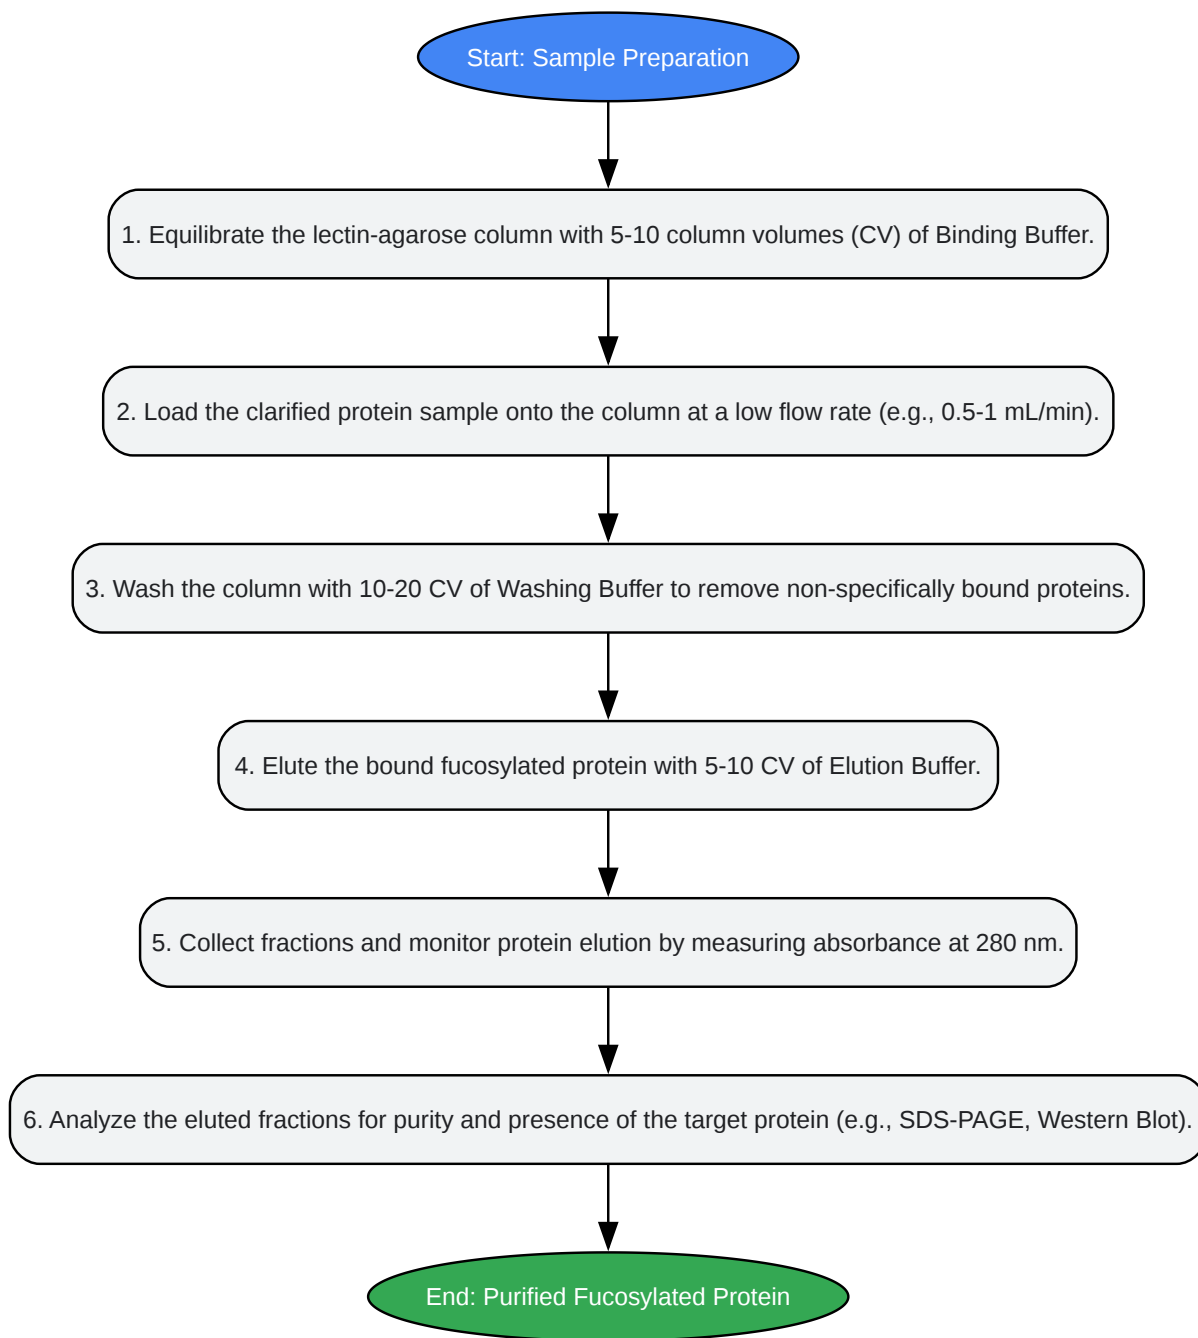 Start: Sample Preparation
1. Equilibrate the lectin-agarose column with 5-10 column volumes (CV) of Binding Buffer.
2. Load the clarified protein sample onto the column at a low flow rate (e.g., 0.5-1 mL/min).
3. Wash the column with 10-20 CV of Washing Buffer to remove non-specifically bound proteins.
4. Elute the bound fucosylated protein with 5-10 CV of Elution Buffer.
5. Collect fractions and monitor protein elution by measuring absorbance at 280 nm.
6. Analyze the eluted fractions for purity and presence of the target protein (e.g., SDS-PAGE, Western Blot).
End: Purified Fucosylated Protein